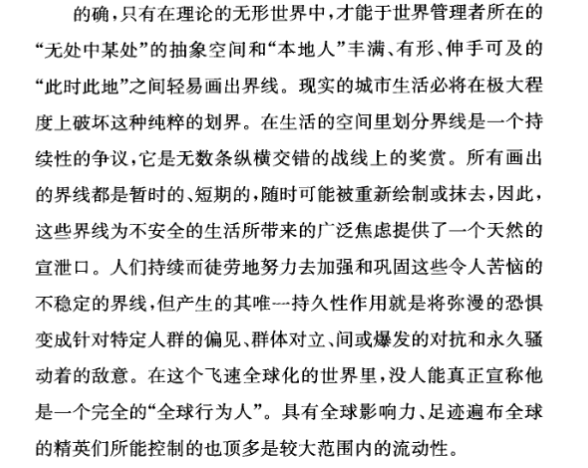 的确,只有在理论的无形世界中,才能于世界管理者所在的
“无处中某处”的抽象空间和“本地人”丰满、有形、伸手可及的
“此时此地”之间轻易画出界线。现实的城市生活必将在极大程
度上破坏这种纯粹的划界。在生活的空间里划分界线是一个持
续性的争议,它是无数条纵横交错的战线上的奖赏。所有画出
的界线都是暂时的、短期的,随时可能被重新绘制或抹去,因此,
这些界线为不安全的生活所带来的广泛焦虑提供了一个天然的
宣泄口。人们持续而徒劳地努力去加强和巩固这些令人苦恼的
不稳定的界线,但产生的其唯一持久性作用就是将弥漫的恐惧
变成针对特定人群的偏见、群体对立、间或爆发的对抗和永久骚
动着的敌意。在这个飞速全球化的世界里,没人能真正宣称他
是一个完全的“全球行为人”。具有全球影响力、足迹遍布全球
的精英们所能控制的也顶多是较大范围内的流动性。